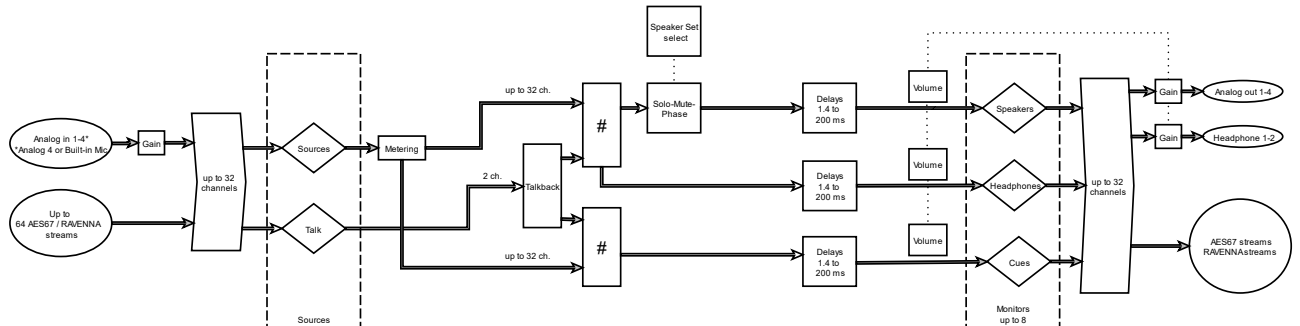 Speaker Set
select
up to 32 ch.
Analog in 1-4*
*Analog 4 or Built-in Mic
Gain
up to 32
channels
Sources
Metering
#
Solo-Mute-
Phase
Delays
1.4 to
200 ms
Volume
Speakers
Gain
Analog out 1-4
Gain
Headphone 1-2
2 ch.
Talkback
Delays
1.4 to
200 ms
Volume
Headphones
up to 32
channels
Up to
64 AES67 / RAVENNA
streams
Talk
up to 32 ch.
#
Delays
1.4 to
200 ms
Volume
Cues
AES67 streams
RAVENNA streams
Sources
Monitors
up to 8